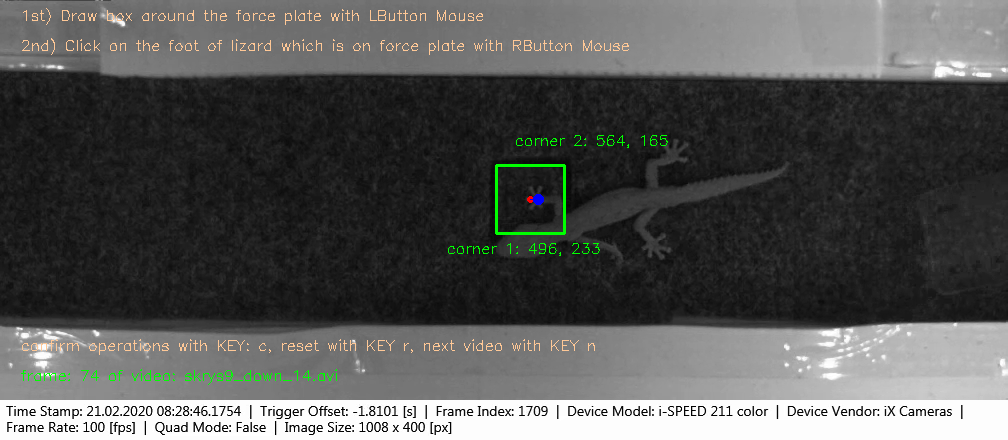 1st) Draw box around the force plate with LButton Mouse
2nd) Click on the foot of lizard which is on force plate with RButton Mouse
corner 2: 564, 165
corner 1: 496, 233
confirm operations with KEY: c, reset with KEY r, next video with KEY n
frame: 74 of video: skrys9_down_14.avi
Time Stamp: 21.02.2020 08:28:46.1754 | Trigger Offset: -1.8101 [s] | Frame Index: 1709 | Device Model: i-SPEED 211 color | Device Vendor: iX Cameras |
Frame Rate: 100 [fps] | Quad Mode: False | Image Size: 1008 x 400 [px]